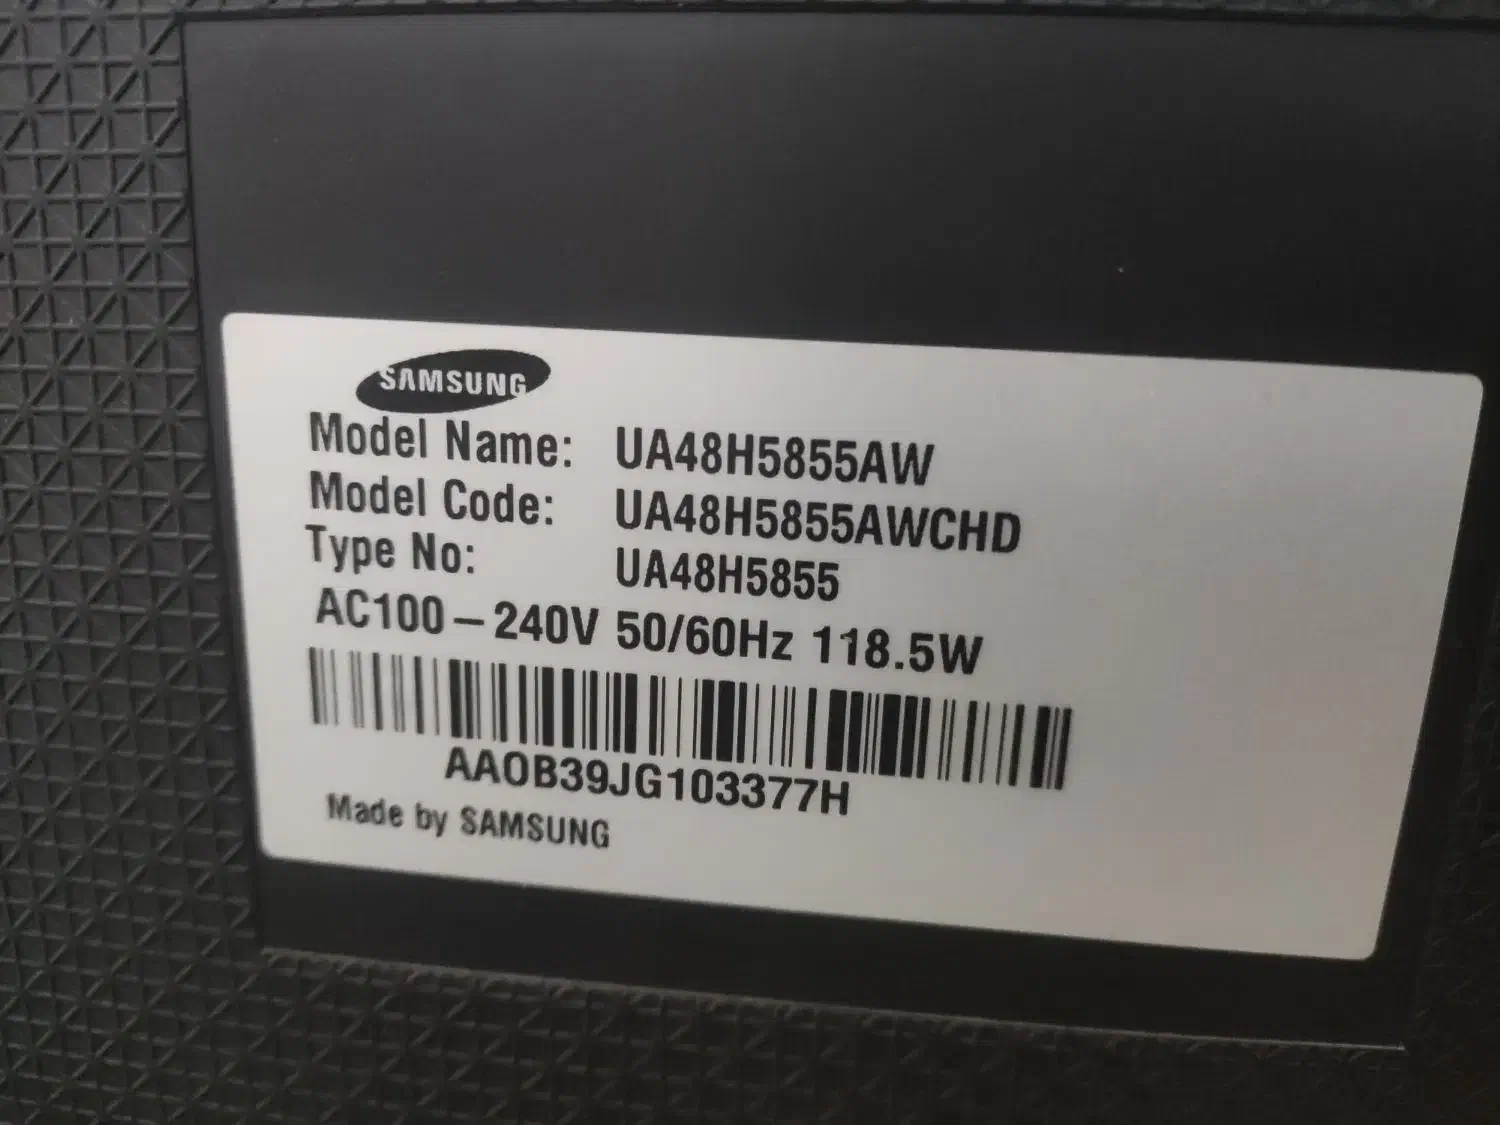 SAMSUNG
Model Name: UA48H5855AW
Model Code: UA48H5855AWCHD
Type No: UA48H5855
AC100-240V 50/60Hz 118.5W
AA0B39JG103377H
Made by SAMSUNG